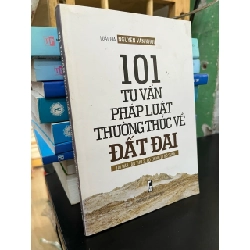 101
TƯ VẤN
PHÁP LUẬT
THƯỜNG THỨC VỀ
ĐẤT ĐAI